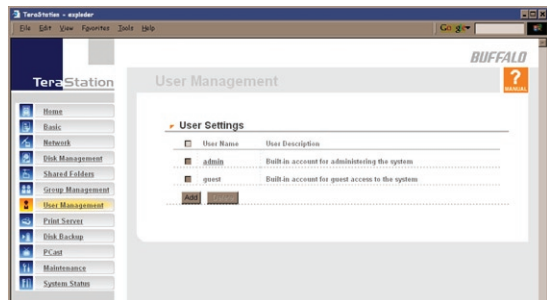 TeraStation - exploder
File Edit View Favorites Tools Help
Google
BUFFALO
TeraStation
User Management
?
MANUAL
Home
Basic
Network
Disk Management
Shared Folders
Group Management
User Management
Print Server
Disk Backup
PCast
Maintenance
System Status
User Settings
User Name User Description
admin Built-in account for administering the system
guest Built-in account for guest access to the system
Add